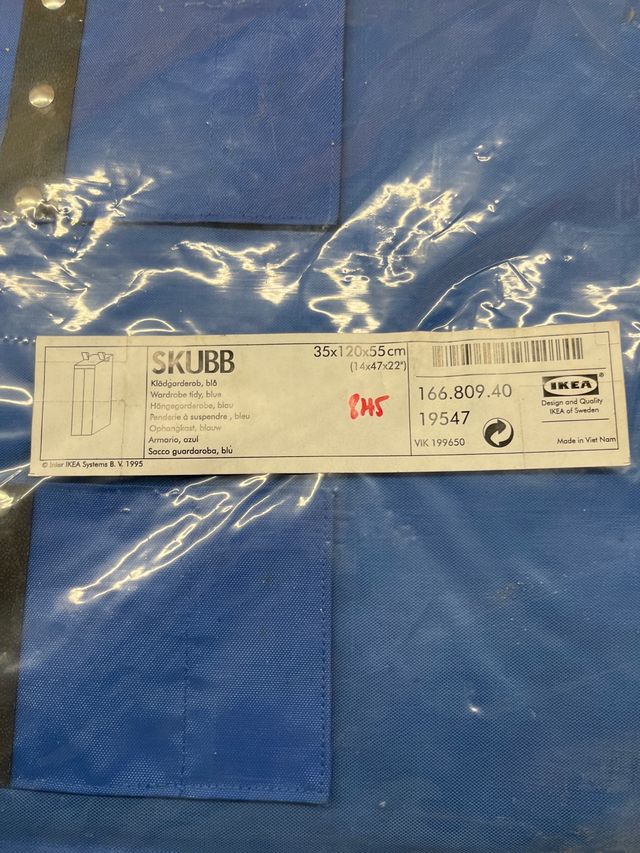 SKUBB
Klädgarderob, blå
Wardrobe tidy, blue
Hängegarderobe, blau
Penderie à suspendre , bleu
Ophangkast, blauw
Armario, azul
Sacco guardaroba, blú
35x120x55cm
(14x47x22")
8H5
166.809.40
19547
VIK 199650
IKEA
Design and Quality
IKEA of Sweden
Made in Viet Nam
© Inter IKEA Systems B. V. 1995